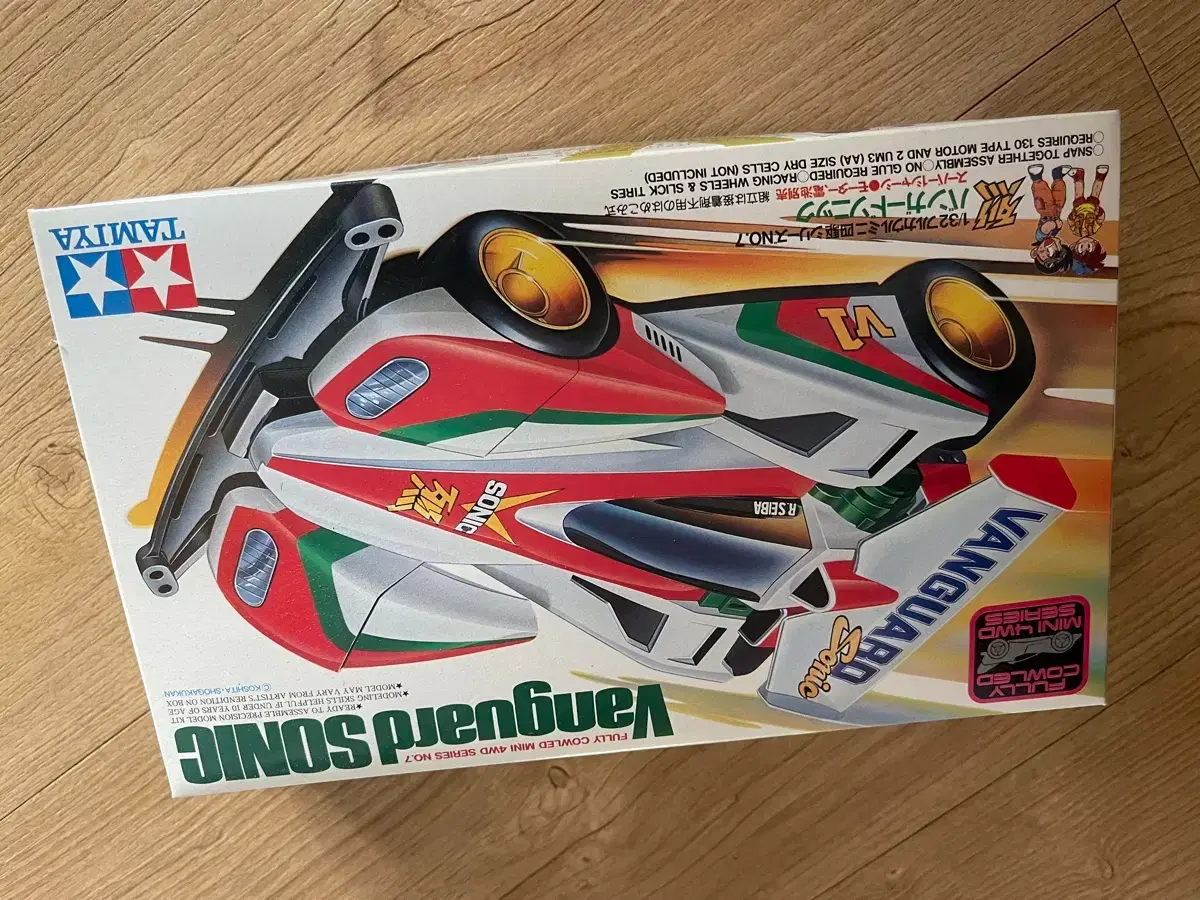 FULLY COWLED MINI 4WD SERIES NO.7
Vanguard SONIC
★READY TO ASSEMBLE PRECISION MODEL KIT
★MODELING SKILLS HELPFUL IF UNDER 10 YEARS OF AGE
★MODEL MAY VARY FROM ARTIST'S RENDITION ON BOX
©KOSHITA・SHOGAKUKAN
FULLY
COWLED
MINI 4WD
SERIES
VANGUARD
Sonic
R.SEIBA
SONIC
烈
V1
TAMIYA
1/32フルカウルミニ四駆シリーズNO.7
烈
バンガードソニック
スーパー1シャーシ●モーター、電池別売
組立は接着剤不用のはめこみ式
○SNAP TOGETHER ASSEMBLY○NO GLUE REQUIRED○RACING WHEELS & SLICK TIRES
○REQUIRES 130 TYPE MOTOR AND 2 UM3 (AA) SIZE DRY CELLS (NOT INCLUDED)